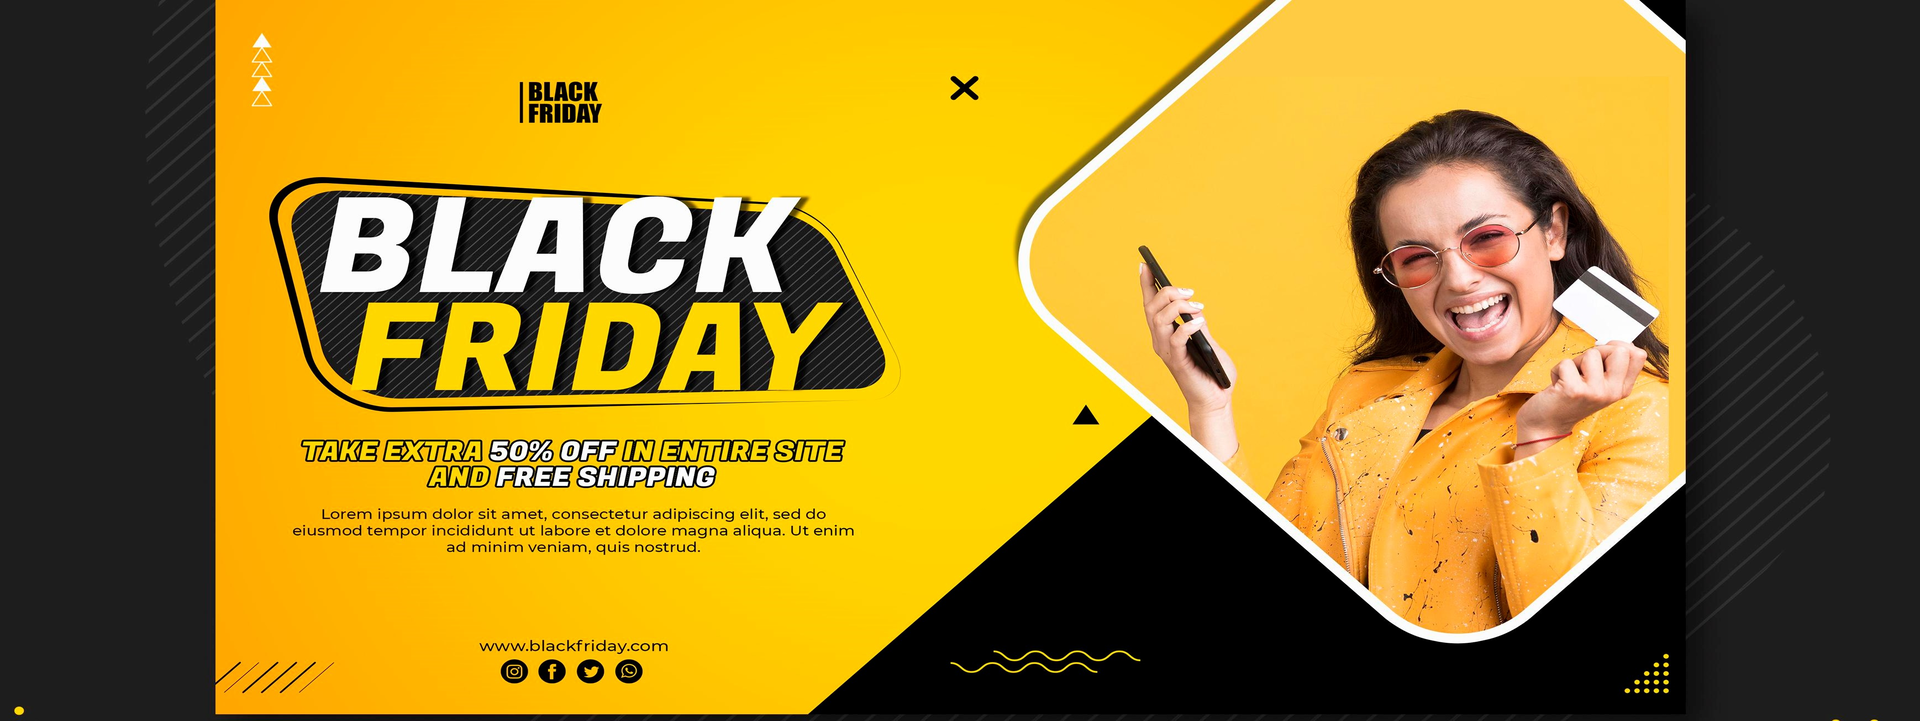 BLACK
FRIDAY
BLACK
FRIDAY
TAKE EXTRA 50% OFF IN ENTIRE SITE
AND FREE SHIPPING
Lorem ipsum dolor sit amet, consectetur adipiscing elit, sed do
eiusmod tempor incididunt ut labore et dolore magna aliqua. Ut enim
ad minim veniam, quis nostrud.
www.blackfriday.com